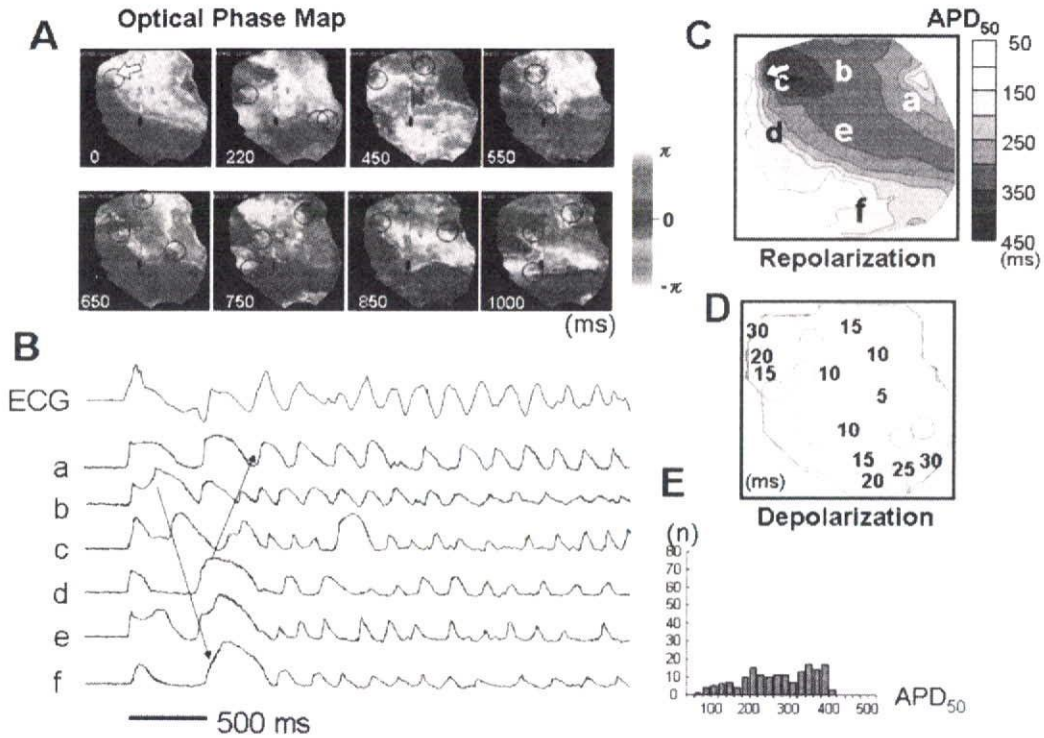 Optical Phase Map
A
0
220
450
550
650
750
850
1000
(ms)
π
0
-π
B
ECG
a
b
c
d
e
f
500 ms
C
APD50
50
150
250
350
450
(ms)
a
b
c
d
e
f
Repolarization
D
30
15
20
10
15
10
5
10
15
25
30
20
(ms)
Depolarization
E
(n)
80
70
60
50
40
30
20
10
0
100
200
300
400
500
APD50